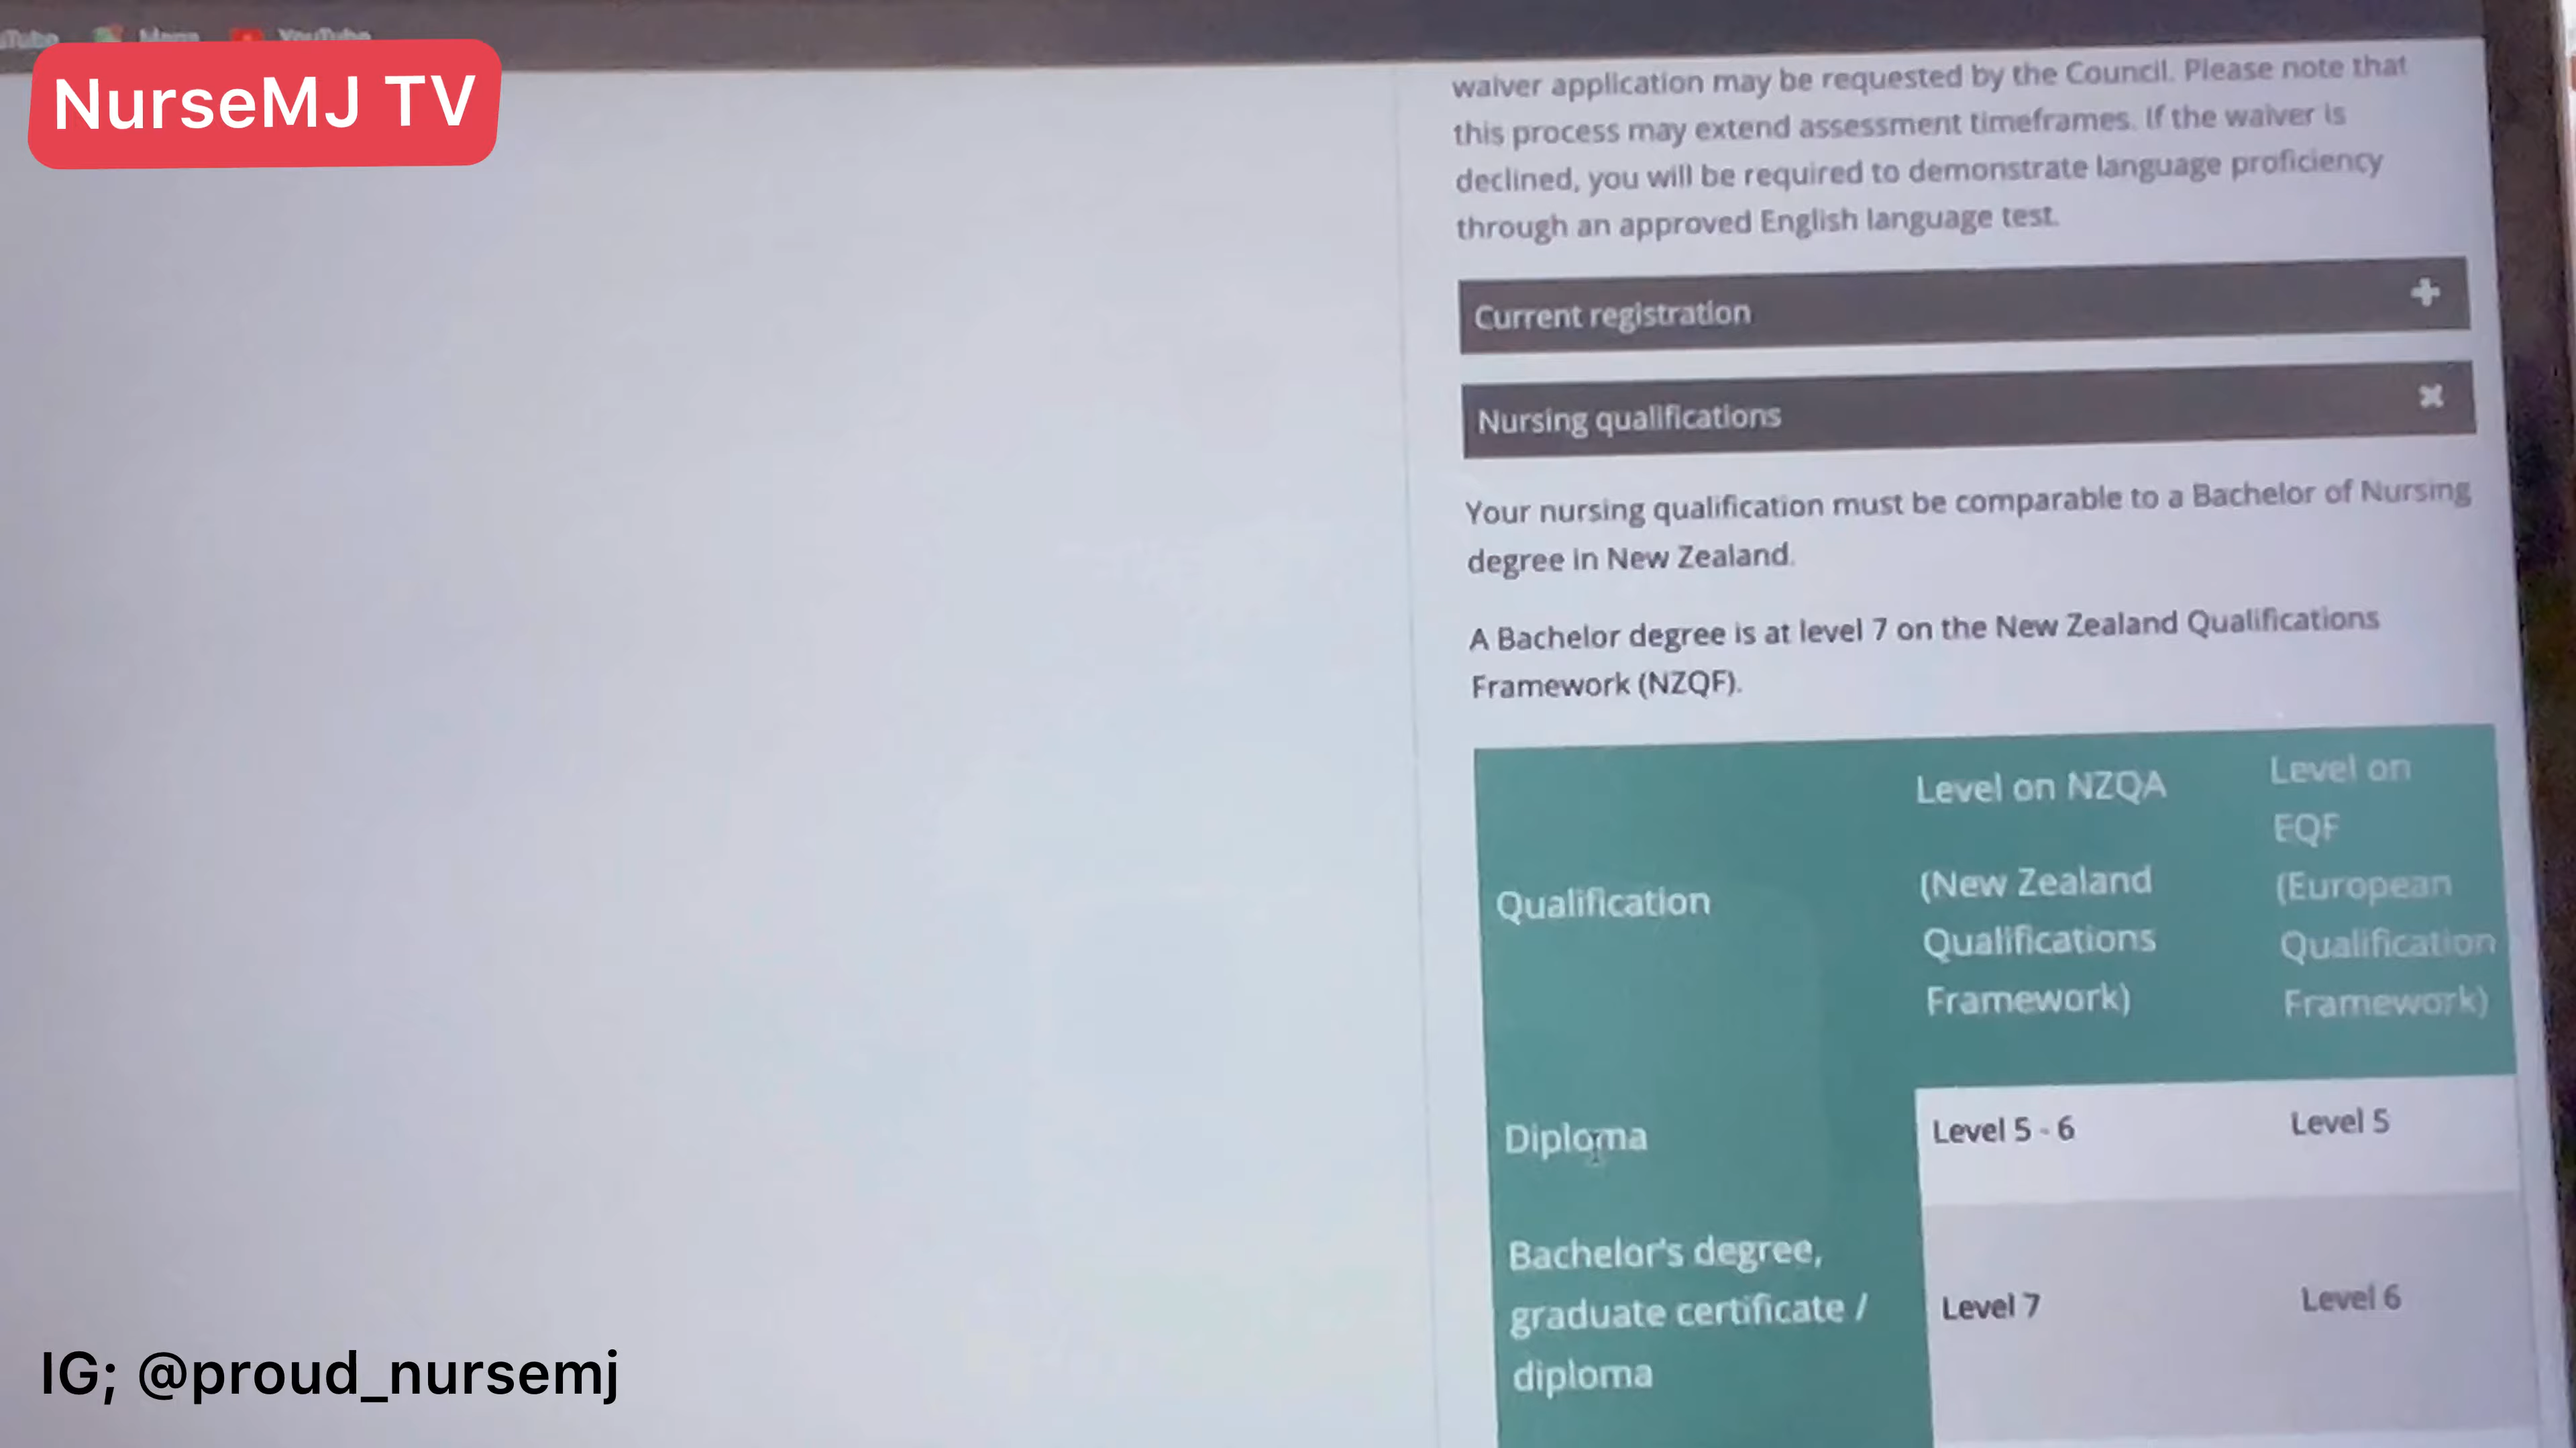 YouTube
NurseMJ TV
waiver application may be requested by the Council. Please note that
this process may extend assessment timeframes. If the waiver is
declined, you will be required to demonstrate language proficiency
through an approved English language test.
Current registration
Nursing qualifications
Your nursing qualification must be comparable to a Bachelor of Nursing
degree in New Zealand.
A Bachelor degree is at level 7 on the New Zealand Qualifications
Framework (NZQF).
Qualification
Level on NZQA
(New Zealand
Qualifications
Framework)
Level on
EQF
(European
Qualification
Framework)
Diploma
Level 5 - 6
Level 5
Bachelor's degree,
graduate certificate /
diploma
Level 7
Level 6
IG; @proud_nursemj